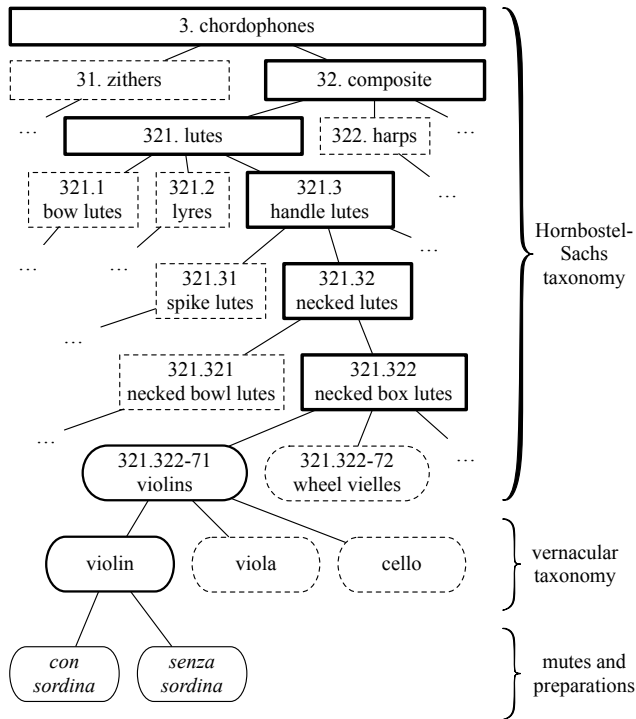 3. chordophones
31. zithers
32. composite
...
321. lutes
322. harps
...
321.1
bow lutes
321.2
lyres
321.3
handle lutes
...
Hornbostel-
Sachs
taxonomy
...
...
...
321.31
spike lutes
321.32
necked lutes
...
321.321
necked bowl lutes
321.322
necked box lutes
...
...
321.322-71
violins
321.322-72
wheel vielles
violin
viola
cello
vernacular
taxonomy
con
sordina
senza
sordina
mutes and
preparations